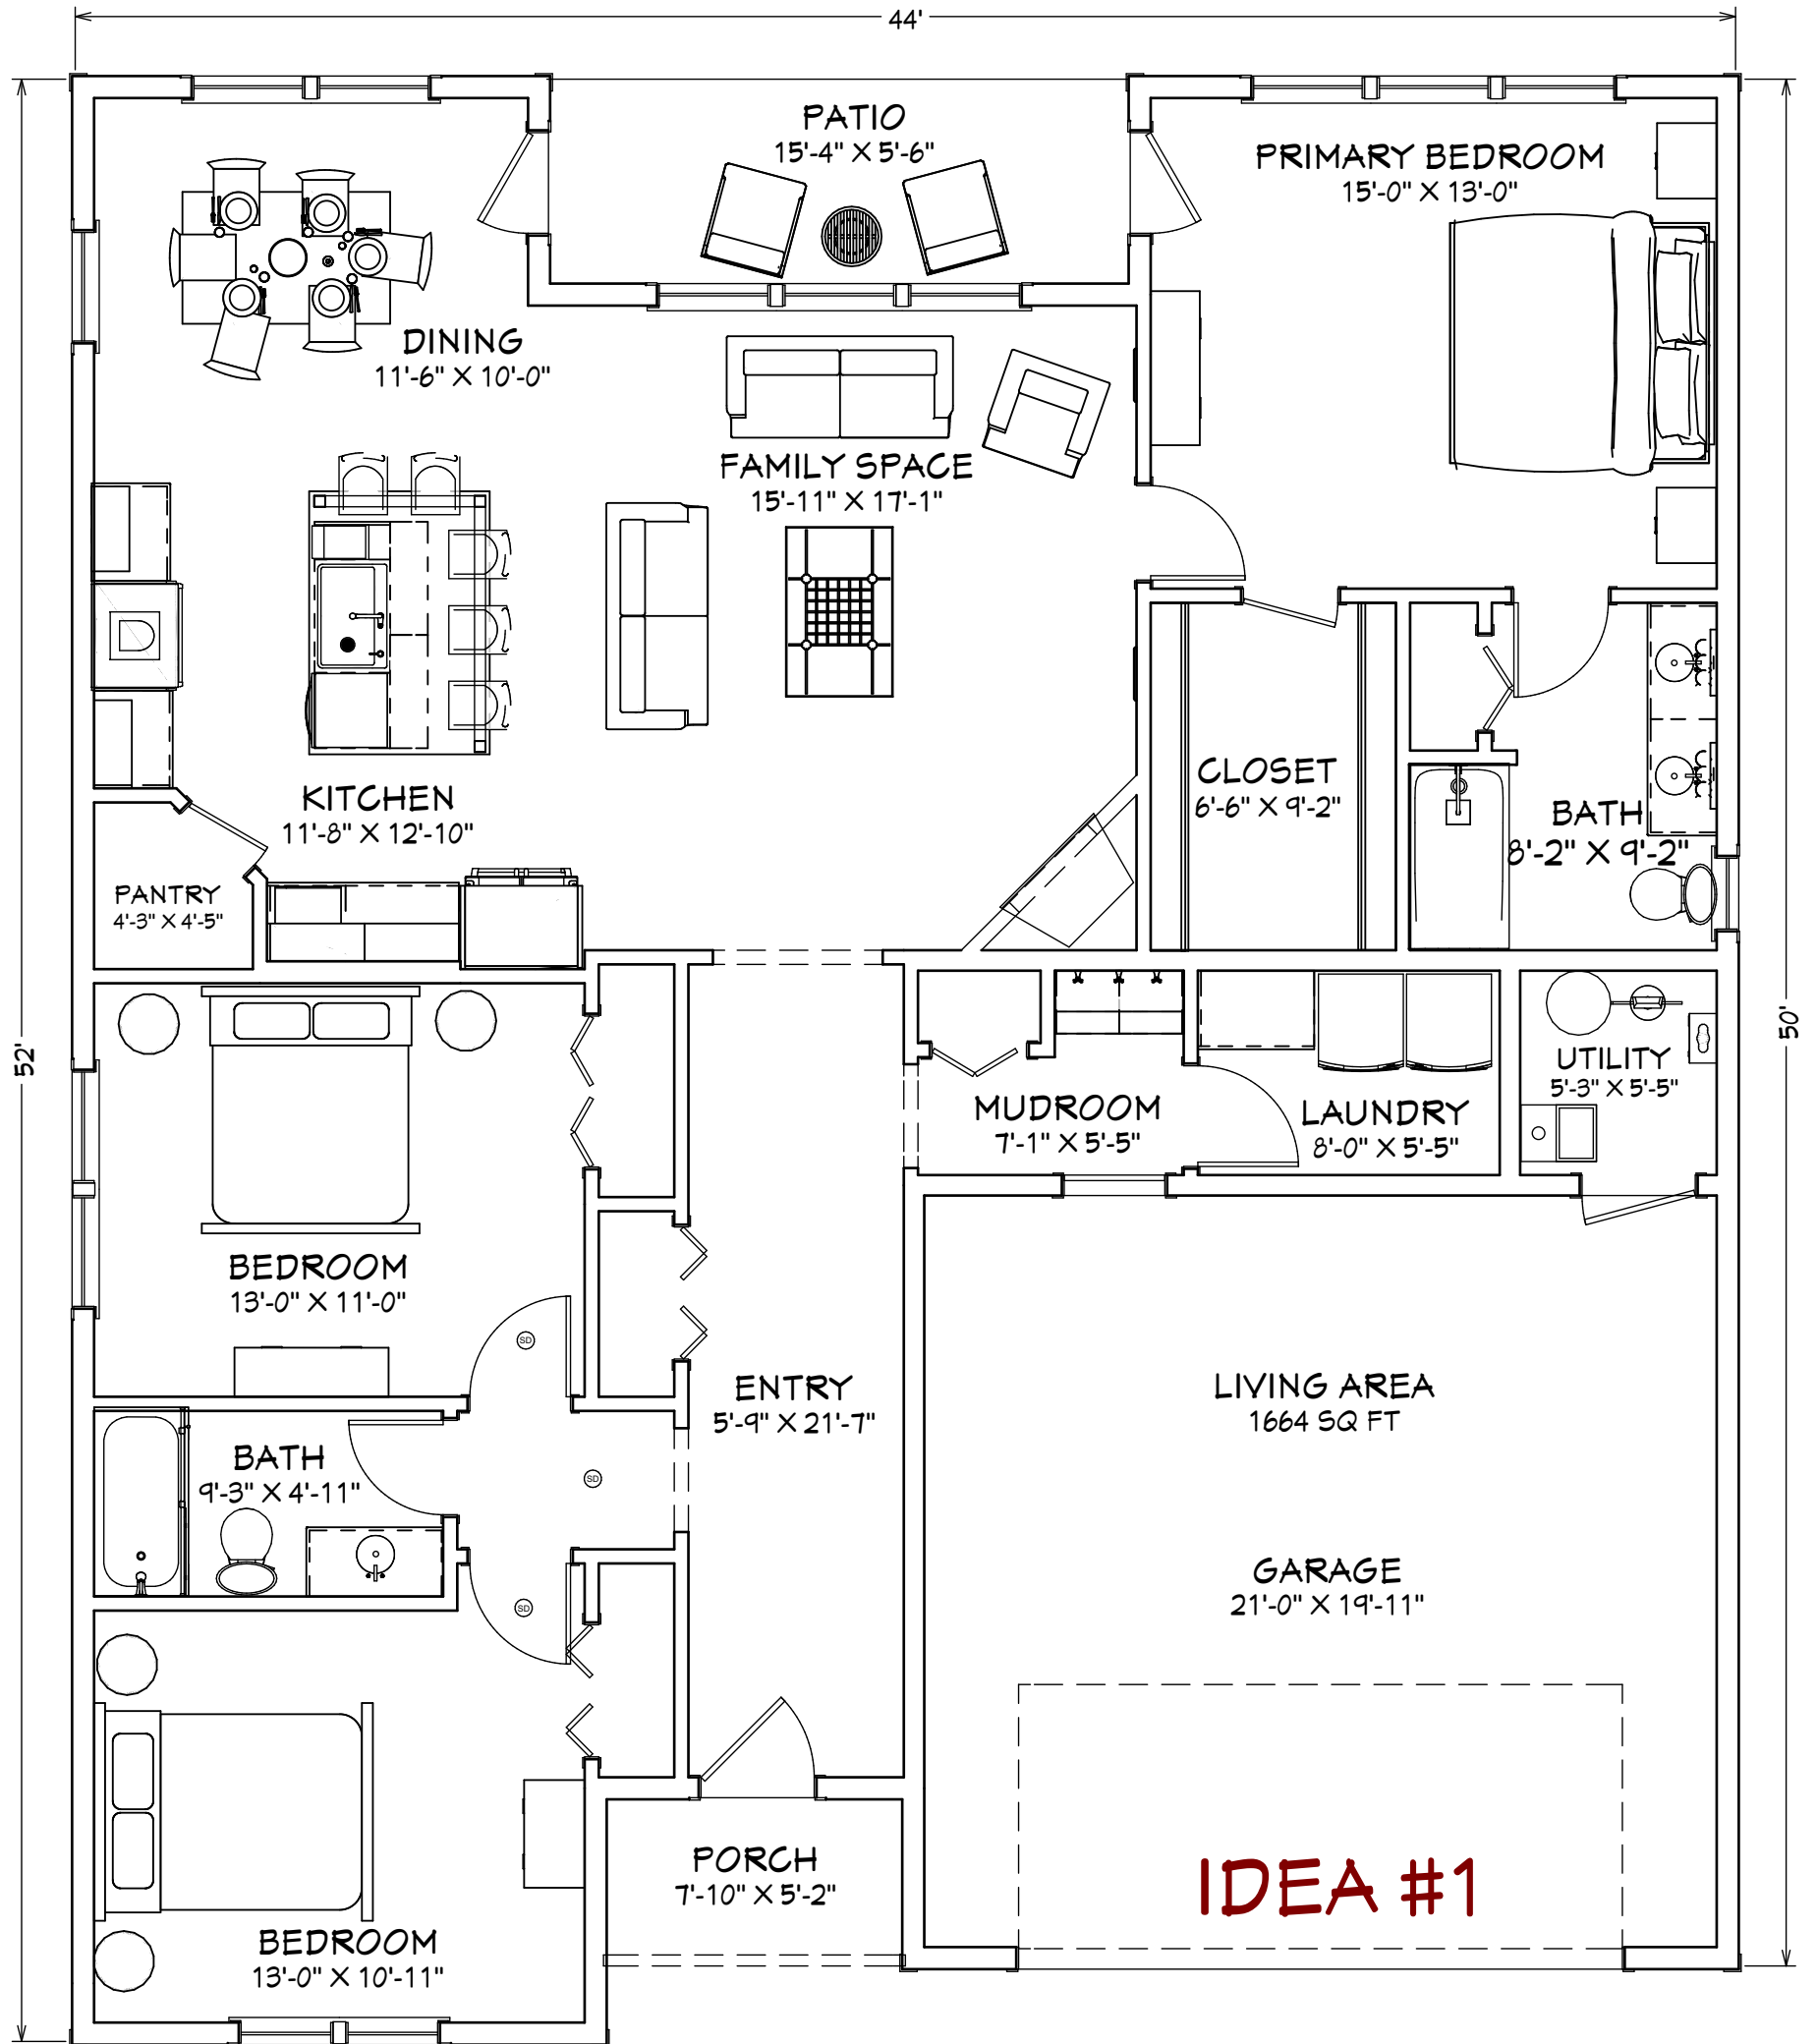 44'
PATIO
15'-4" X 5'-6"
PRIMARY BEDROOM
15'-0" X 13'-0"
DINING
11'-6" X 10'-0"
FAMILY SPACE
15'-11" X 17'-1"
KITCHEN
11'-8" X 12'-10"
CLOSET
6'-6" X 9'-2"
BATH
8'-2" X 9'-2"
PANTRY
4'-3" X 4'-5"
52'
50'
UTILITY
5'-3" X 5'-5"
MUDROOM
7'-1" X 5'-5"
LAUNDRY
8'-0" X 5'-5"
BEDROOM
13'-0" X 11'-0"
SD
ENTRY
5'-9" X 21'-7"
LIVING AREA
1664 SQ FT
BATH
9'-3" X 4'-11"
SD
GARAGE
21'-0" X 19'-11"
SD
PORCH
7'-10" X 5'-2"
IDEA #1
BEDROOM
13'-0" X 10'-11"